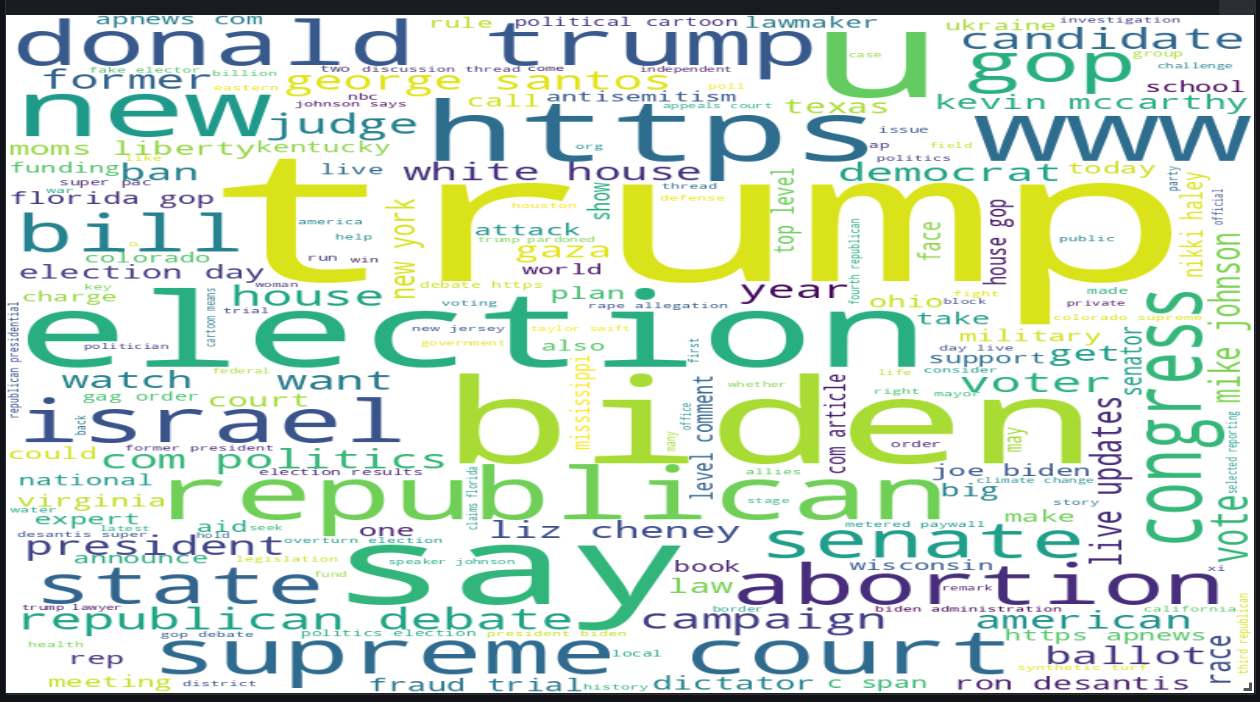 apnews com
rule
political cartoon
lawmaker
ukraine
investigation
donald trump
u
case
candidate
gop
group
challenge
former
fake elector
billion
eastern
two discussion thread
come
independent
george santos
poll
school
new
nbc
johnson says
call
antisemitism
appeals court
texas
kevin mccarthy
judge
https
issue
www
moms liberty
kentucky
org
ap
field
politics
funding
like
ban
live
white house
thread
democrat
today
party
super pac
war
florida gop
defense
show
top level
trump
houston
new york
house gop
nikki haley
official
bill
america
help
attack
trump pardoned
gaza
fourth republican
face
public
colorado
run
win
world
election day
woman
debate https
key
charge
house
voting
plan
rape allegation
year
ohio
block
fight
made
private
trial
cartoon means
republican presidential
election
new jersey
taylor swift
government
also
first
take
colorado supreme
military
politician
day live
support
get
senator
congress
mike johnson
federal
watch
want
mississippi
whether
life
consider
voter
right
mayor
gag order
court
israel
back
biden
many
office
level comment
com article
order
may
live updates
could
former president
com politics
election results
allies
joe biden
climate change
selected reporting
national
republican
claims florida
stage
big
story
virginia
water
expert
latest
aid
seek
hold
one
liz cheney
metered paywall
make
vote
desantis super
overturn election
president
announce
legislation
speaker johnson
say
senate
wisconsin
xi
state
fund
book
law
abortion
remark
trump lawyer
border
biden administration
california
republican debate
campaign
american
gop debate
politics election
president biden
https apnews
health
supreme court
local
race
third republican
rep
ballot
synthetic turf
meeting
district
fraud trial
history
dictator
c span
ron desantis